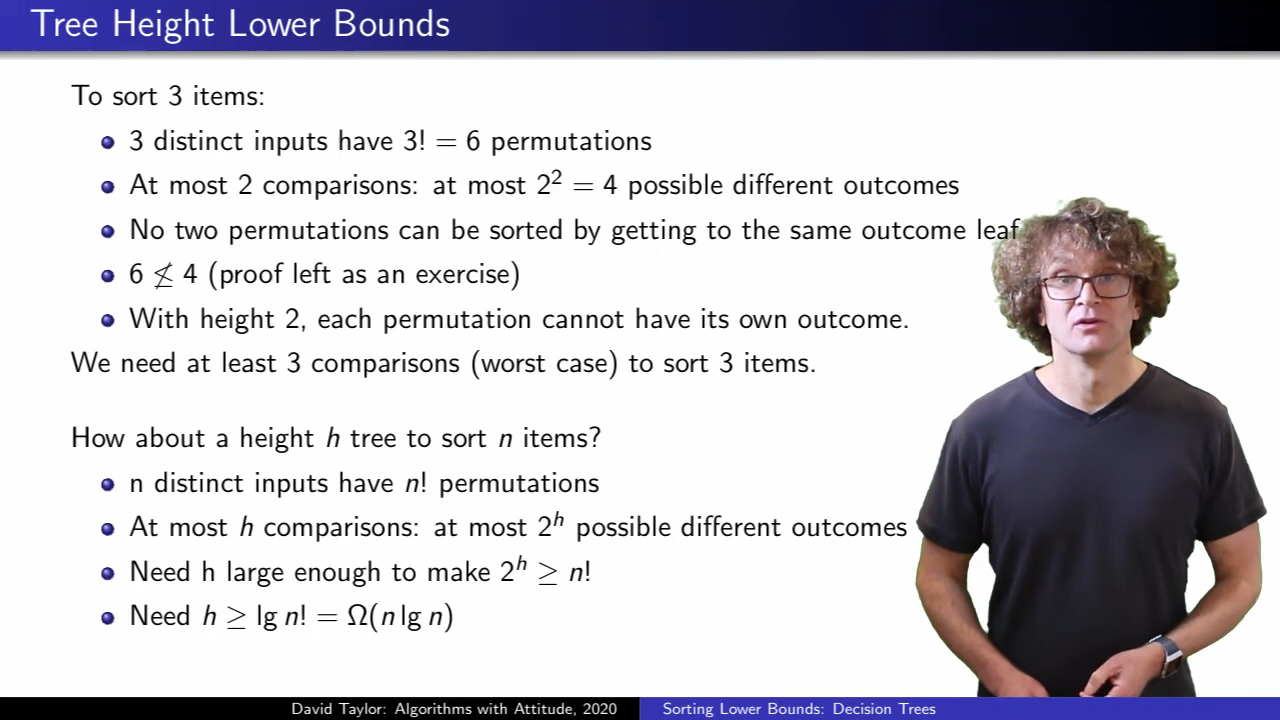 Tree Height Lower Bounds
To sort 3 items:
3 distinct inputs have 3! = 6 permutations
At most 2 comparisons: at most 2² = 4 possible different outcomes
No two permutations can be sorted by getting to the same outcome leaf
6 ≰ 4 (proof left as an exercise)
With height 2, each permutation cannot have its own outcome.
We need at least 3 comparisons (worst case) to sort 3 items.
How about a height h tree to sort n items?
n distinct inputs have n! permutations
At most h comparisons: at most 2ʰ possible different outcomes
Need h large enough to make 2ʰ ≥ n!
Need h ≥ lg n! = Ω(n lg n)
David Taylor: Algorithms with Attitude, 2020
Sorting Lower Bounds: Decision Trees